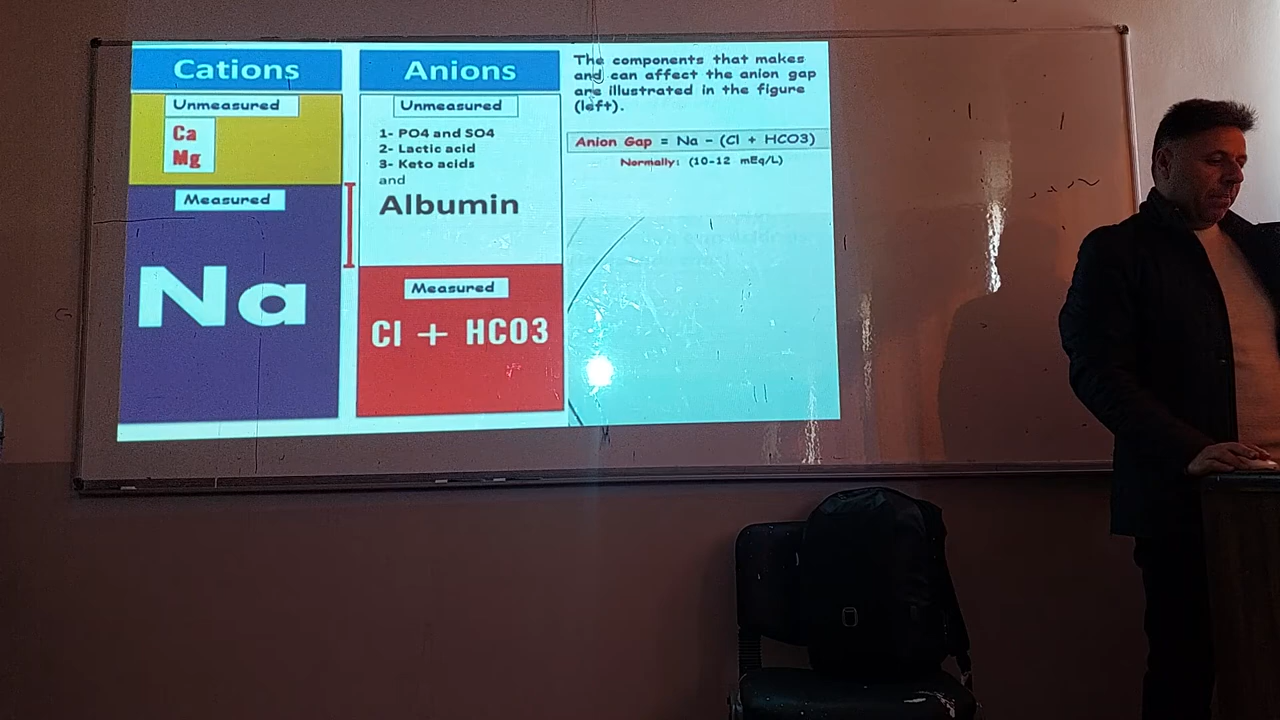 Cations
Unmeasured
Ca
Mg
Measured
Na
Anions
Unmeasured
1- PO4 and SO4
2- Lactic acid
3- Keto acids
and
Albumin
Measured
Cl + HCO3
The components that makes
and can affect the anion gap
are illustrated in the figure
(left).
Anion Gap = Na - (Cl + HCO3)
Normally: (10-12 mEq/L)